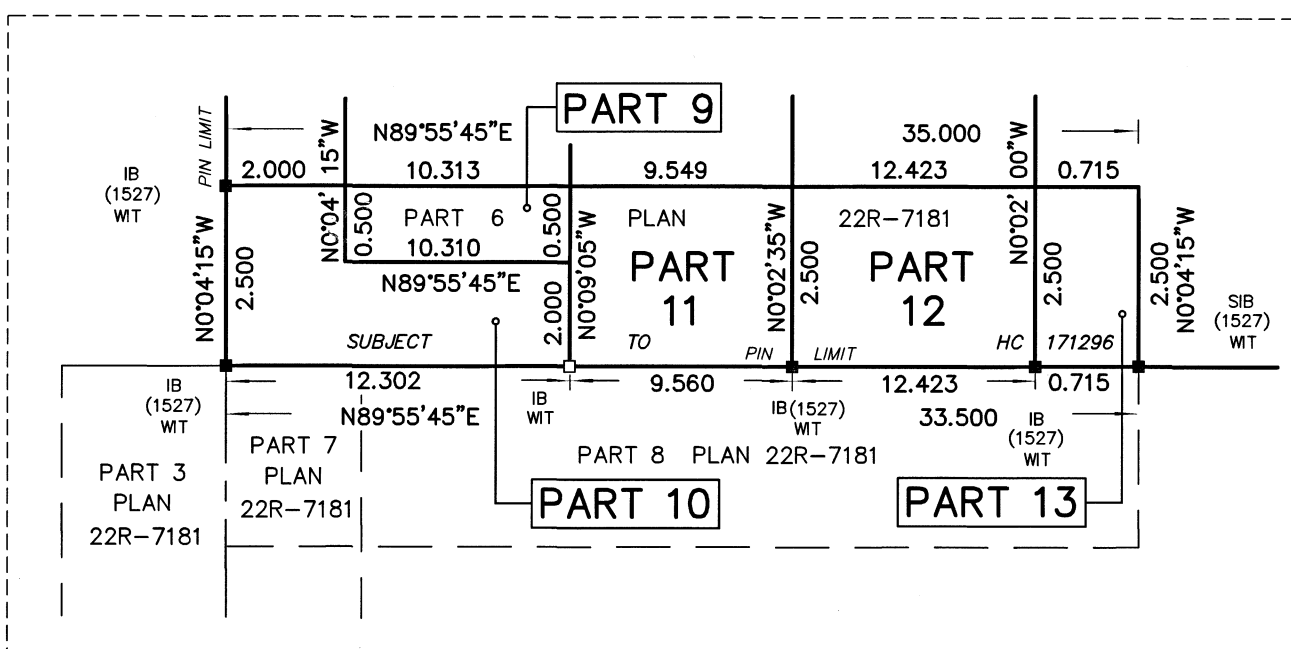 PART 9
N89°55'45"E
35.000
PIN LIMIT
15"W
N0°04'
00"W
N0°02'
IB
(1527)
WIT
2.000
10.313
9.549
12.423
0.715
N0°04'15"W
2.500
0.500
PART 6
0.500
PLAN
22R-7181
10.310
N89°55'45"E
2.000
N0°09'05"W
PART
11
N0°02'35"W
2.500
PART
12
2.500
2.500
N0°04'15"W
SIB
(1527)
WIT
SUBJECT
TO
PIN LIMIT
HC 171296
IB
(1527)
WIT
12.302
IB
WIT
9.560
12.423
0.715
N89°55'45"E
IB(1527)
WIT
33.500
IB
(1527)
WIT
PART 3
PLAN
22R-7181
PART 7
PLAN
22R-7181
PART 8 PLAN 22R-7181
PART 10
PART 13